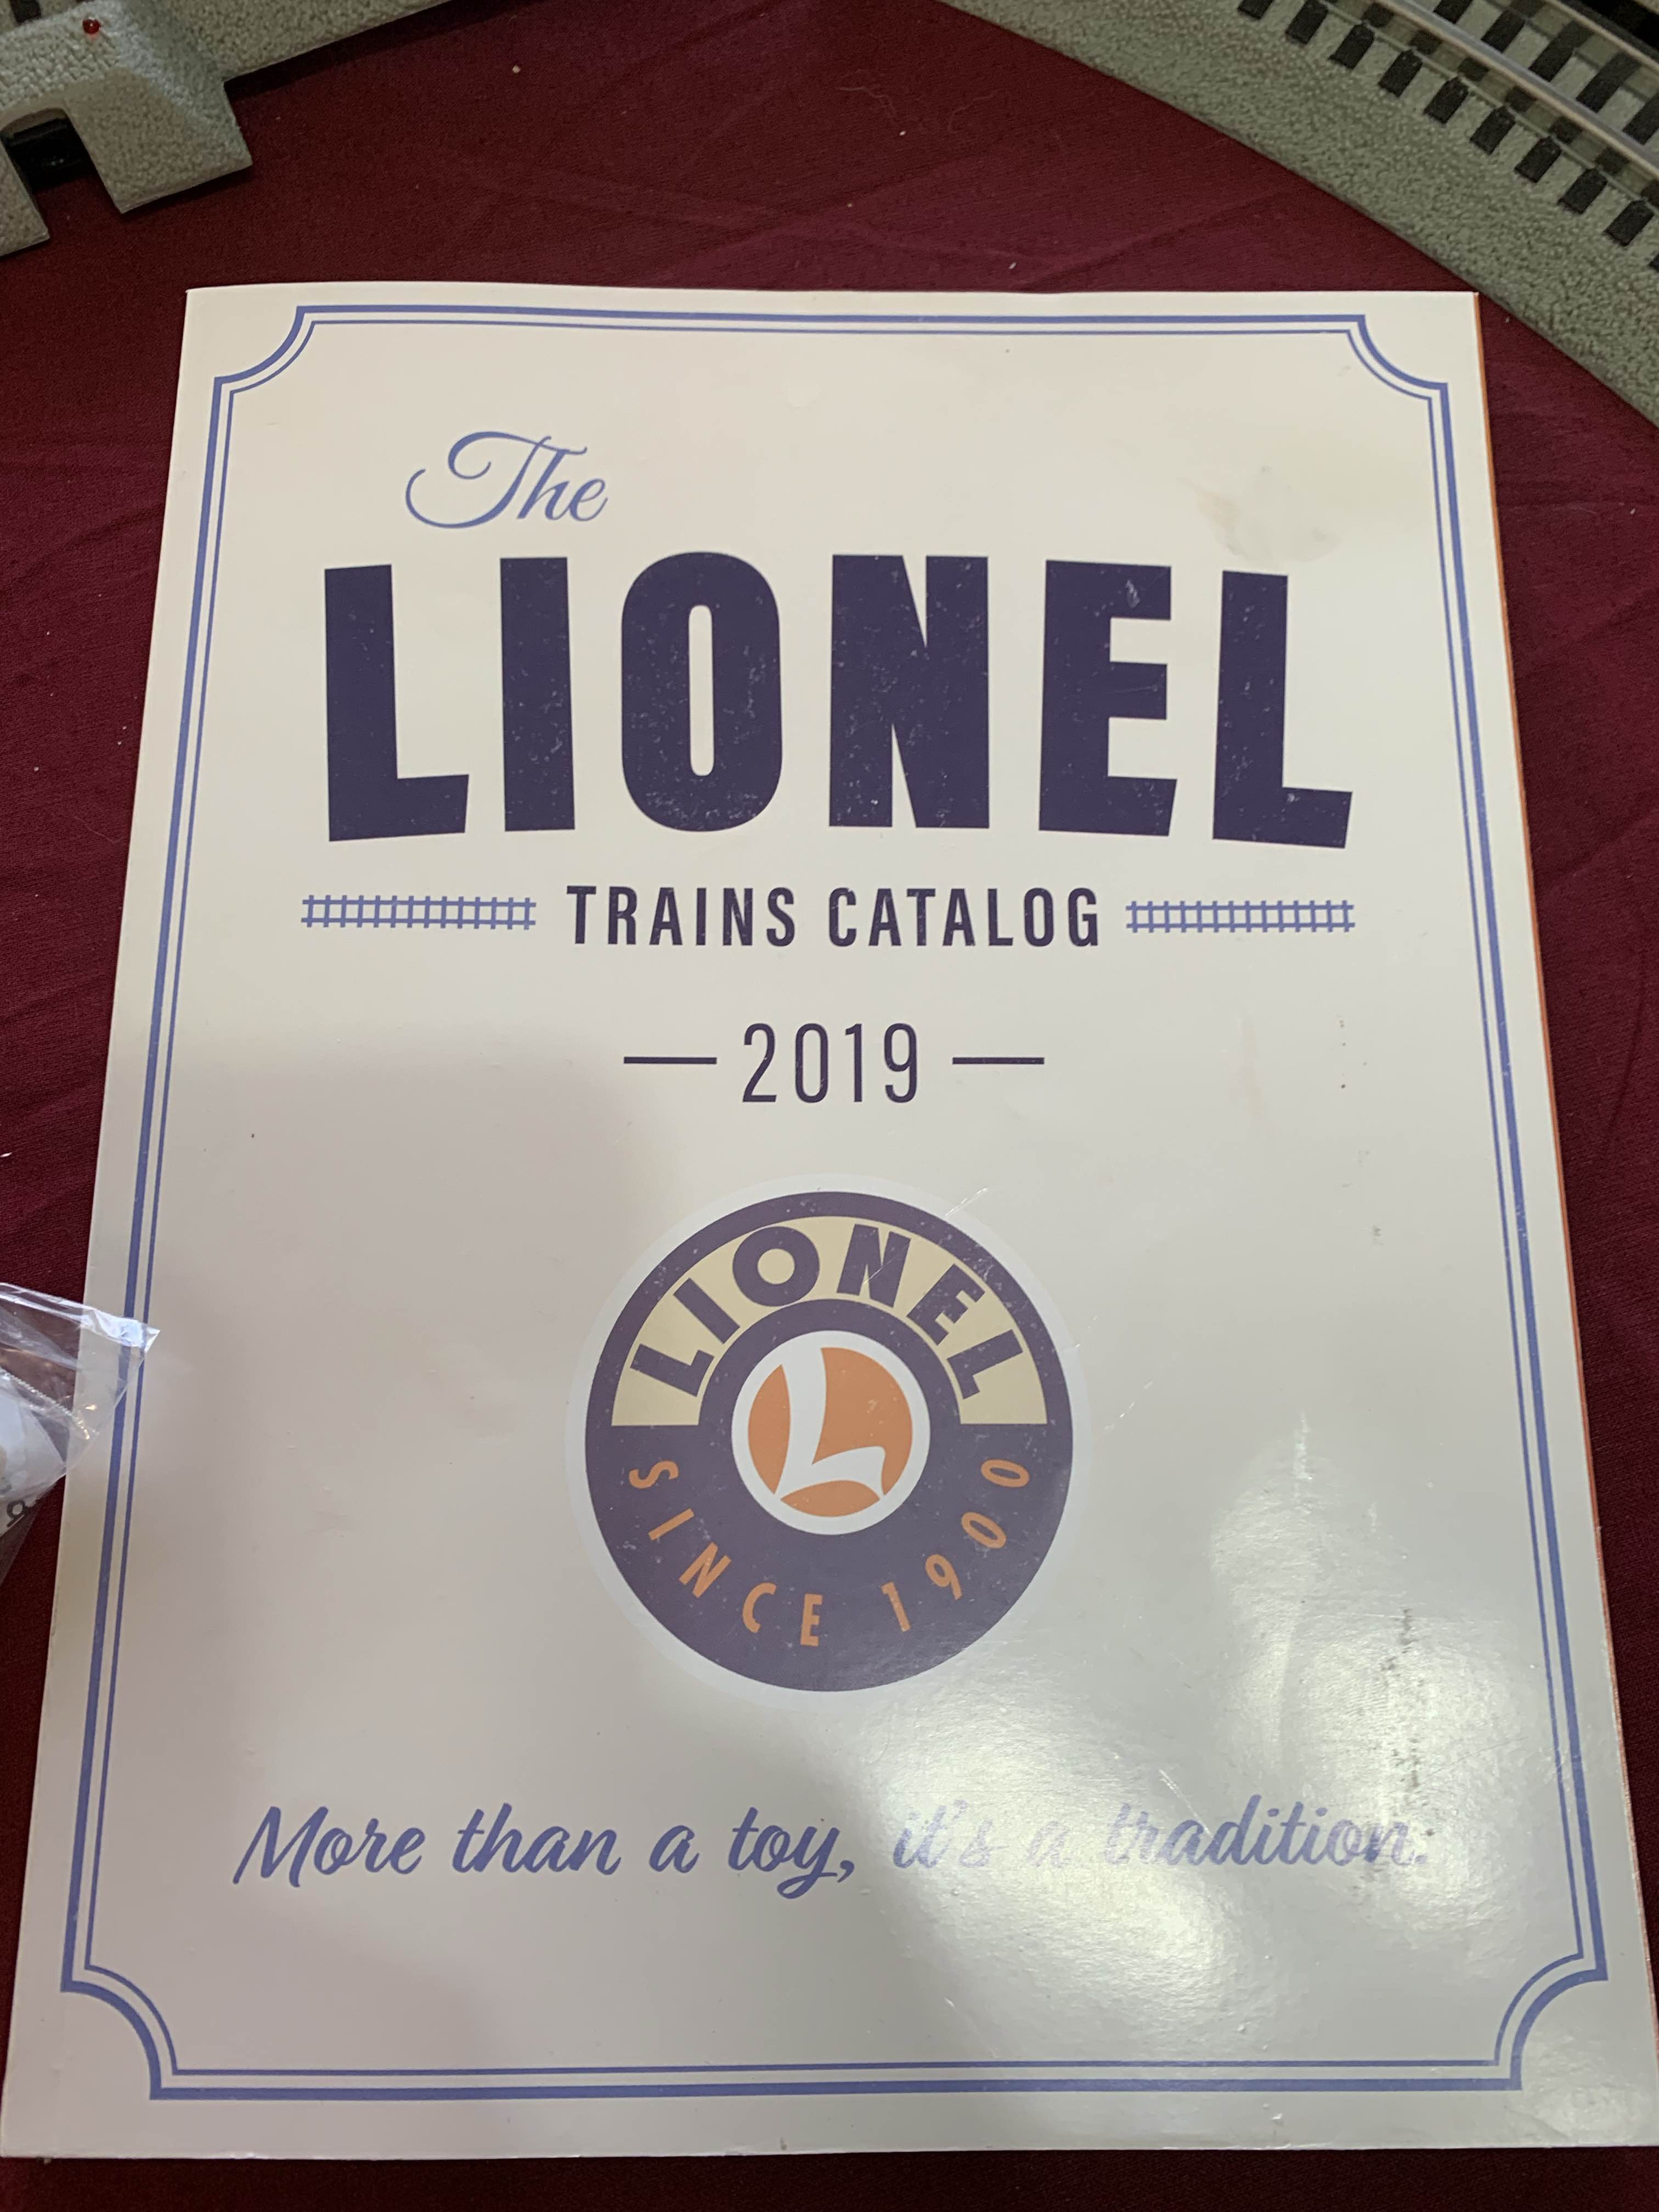 The
LIONEL
TRAINS CATALOG
— 2019 —
LIONEL
L
SINCE 1900
More than a toy, it's a tradition.